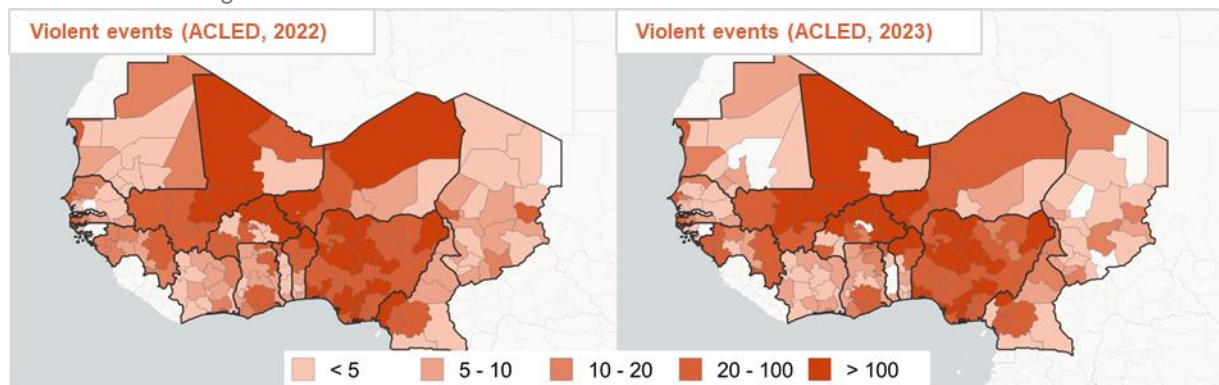 Violent events (ACLED, 2022)
Violent events (ACLED, 2023)
< 5
5 - 10
10 - 20
20 - 100
> 100